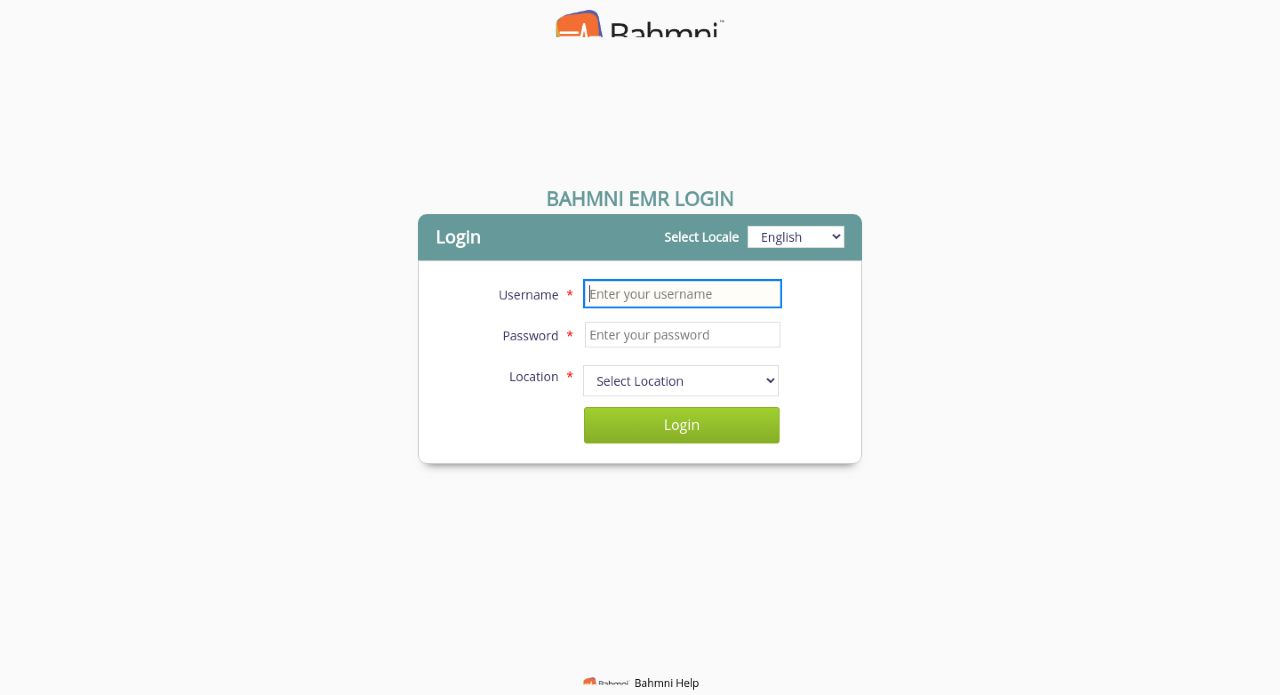 Bahmni™
BAHMNI EMR LOGIN
Login
Select Locale English
Username * Enter your username
Password * Enter your password
Location * Select Location
Login
Bahmni Bahmni Help